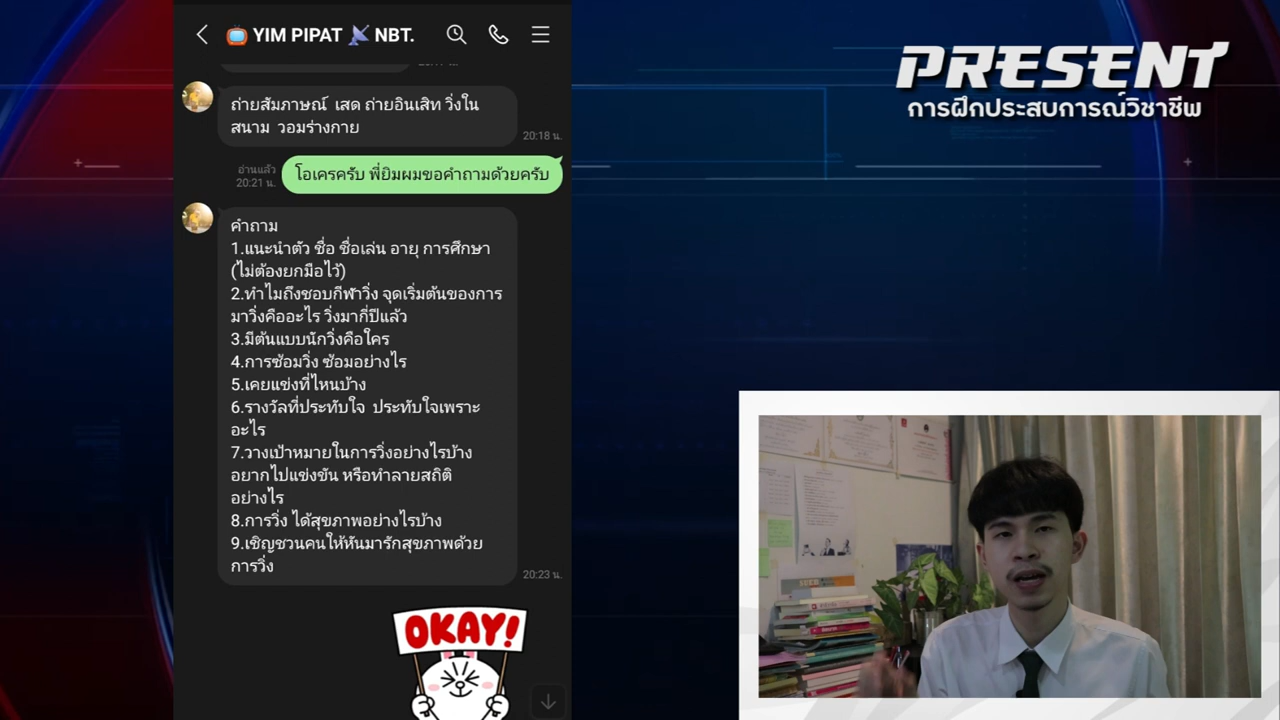 YIM PIPAT NBT.
ถ่ายสัมภาษณ์ เสด ถ่ายอินเสิท วิ่งใน
สนาม วอมร่างกาย
20:18 น.
อ่านแล้ว
20:21 น.
โอเครครับ พี่ยิมผมขอคำถามด้วยครับ
คำถาม
1.แนะนำตัว ชื่อ ชื่อเล่น อายุ การศึกษา
(ไม่ต้องยกมือไว้)
2.ทำไมถึงชอบกีฬาวิ่ง จุดเริ่มต้นของการ
มาวิ่งคืออะไร วิ่งมากี่ปีแล้ว
3.มีต้นแบบนักวิ่งคือใคร
4.การซ้อมวิ่ง ซ้อมอย่างไร
5.เคยแข่งที่ไหนบ้าง
6.รางวัลที่ประทับใจ ประทับใจเพราะ
อะไร
7.วางเป้าหมายในการวิ่งอย่างไรบ้าง
อยากไปแข่งขัน หรือทำลายสถิติ
อย่างไร
8.การวิ่ง ได้สุขภาพอย่างไรบ้าง
9.เชิญชวนคนให้หันมารักสุขภาพด้วย
การวิ่ง
20:23 น.
OKAY!
PRESENT
การฝึกประสบการณ์วิชาชีพ